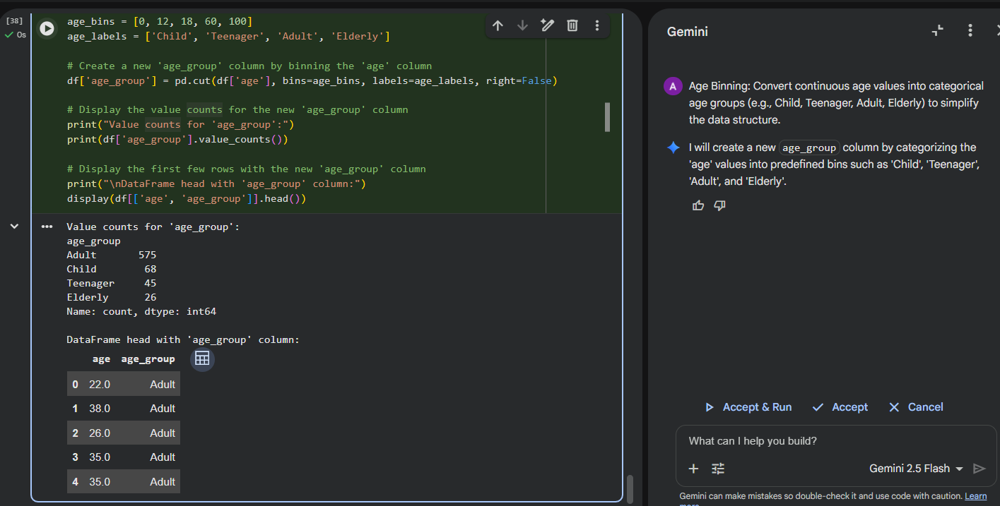 [38]
0s
age_bins = [0, 12, 18, 60, 100]
age_labels = ['Child', 'Teenager', 'Adult', 'Elderly']
# Create a new 'age_group' column by binning the 'age' column
df['age_group'] = pd.cut(df['age'], bins=age_bins, labels=age_labels, right=False)
# Display the value counts for the new 'age_group' column
print("Value counts for 'age_group':")
print(df['age_group'].value_counts())
# Display the first few rows with the new 'age_group' column
print("\nDataFrame head with 'age_group' column:")
display(df[['age', 'age_group']].head())
Value counts for 'age_group':
age_group
Adult 575
Child 68
Teenager 45
Elderly 26
Name: count, dtype: int64
DataFrame head with 'age_group' column:
age age_group
0 22.0 Adult
1 38.0 Adult
2 26.0 Adult
3 35.0 Adult
4 35.0 Adult
Gemini
A
Age Binning: Convert continuous age values into categorical
age groups (e.g., Child, Teenager, Adult, Elderly) to simplify
the data structure.
I will create a new age_group column by categorizing the
'age' values into predefined bins such as 'Child', 'Teenager',
'Adult', and 'Elderly'.
Accept & Run Accept Cancel
What can I help you build?
Gemini 2.5 Flash
Gemini can make mistakes so double-check it and use code with caution. Learn
more